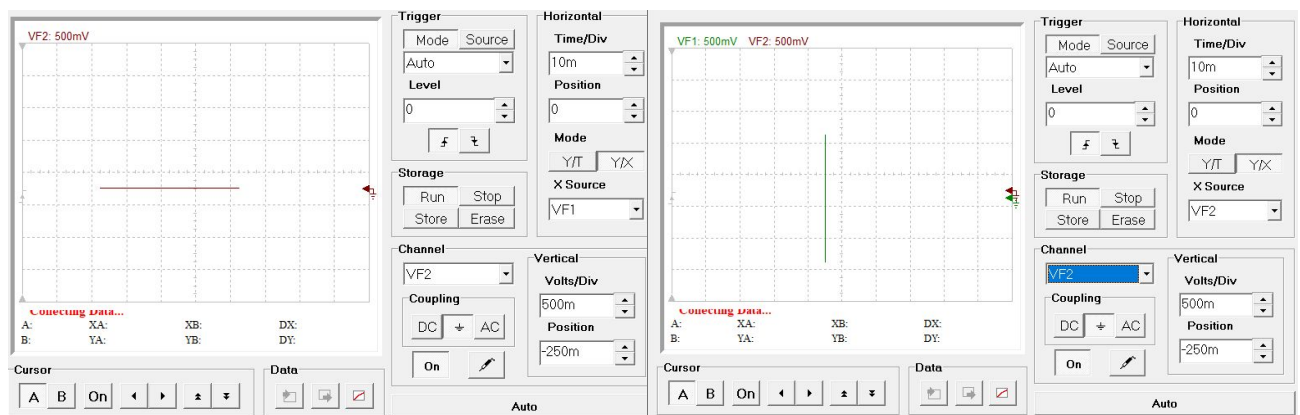 VF2: 500mV
Collecting Data...
A: XA: XB: DX:
B: YA: YB: DY:
Cursor
A B On
Data
Trigger
Mode Source
Auto
Level
0
Storage
Run Stop
Store Erase
Channel
VF2
Coupling
DC AC
On
Horizontal
Time/Div
10m
Position
0
Mode
Y/T Y/X
X Source
VF1
Vertical
Volts/Div
500m
Position
-250m
Auto
VF1: 500mV VF2: 500mV
Collecting Data...
A: XA: XB: DX:
B: YA: YB: DY:
Cursor
A B On
Data
Trigger
Mode Source
Auto
Level
0
Storage
Run Stop
Store Erase
Channel
VF2
Coupling
DC AC
On
Horizontal
Time/Div
10m
Position
0
Mode
Y/T Y/X
X Source
VF2
Vertical
Volts/Div
500m
Position
-250m
Auto